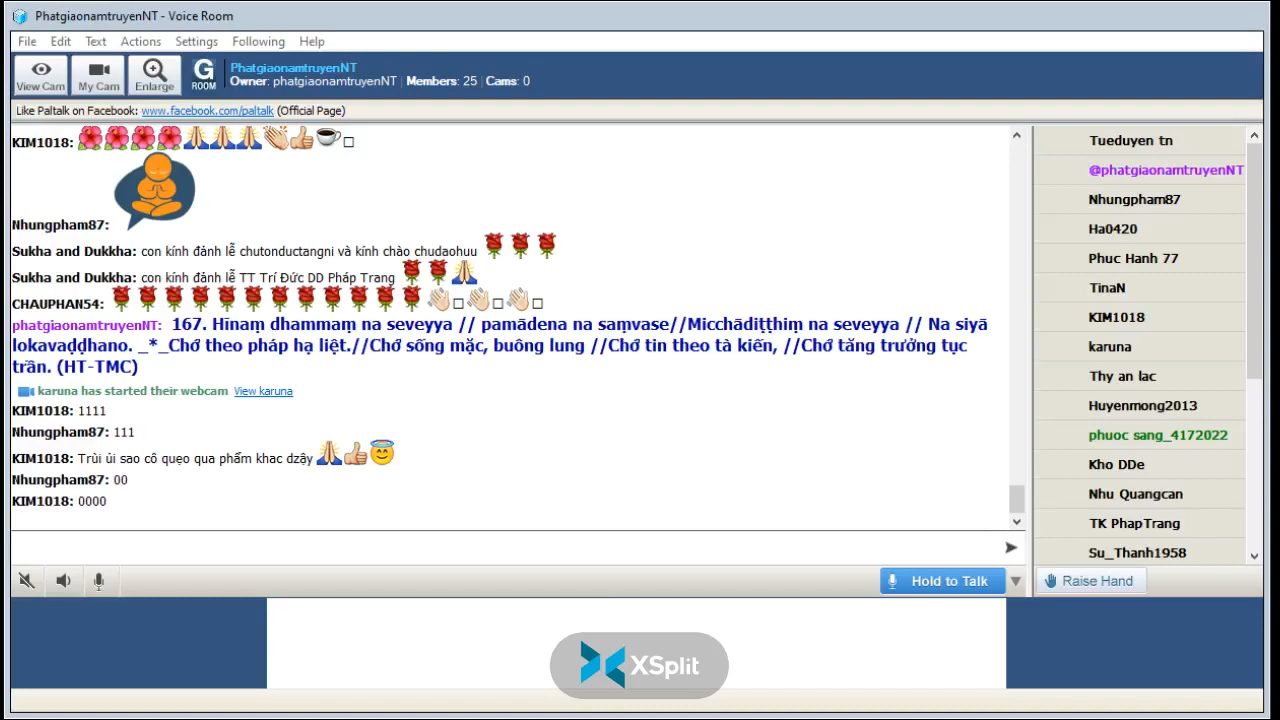 PhatgiaonamtruyenNT - Voice Room
File Edit Text Actions Settings Following Help
View Cam My Cam Enlarge G ROOM
PhatgiaonamtruyenNT
Owner: phatgiaonamtruyenNT | Members: 25 | Cams: 0
Like Paltalk on Facebook: www.facebook.com/paltalk (Official Page)
KIM1018:
Nhungpham87:
Sukha and Dukkha: con kính đảnh lễ chutonductangni và kính chào chudaohuu
Sukha and Dukkha: con kính đảnh lễ TT Trí Đức DD Pháp Trang
CHAUPHAN54:
phatgiaonamtruyenNT: 167. Hīnaṃ dhammaṃ na seveyya // pamādena na saṃvase//Micchādiṭṭhiṃ na seveyya // Na siyā
lokavaḍḍhano. _*_Chớ theo pháp hạ liệt.//Chớ sống mặc, buông lung //Chớ tin theo tà kiến, //Chớ tăng trưởng tục
trần. (HT-TMC)
karuna has started their webcam View karuna
KIM1018: 1111
Nhungpham87: 111
KIM1018: Trùi ủi sao cô quẹo qua phẩm khac dzậy
Nhungpham87: 00
KIM1018: 0000
Hold to Talk
Tueduyen tn
@phatgiaonamtruyenNT
Nhungpham87
Ha0420
Phuc Hanh 77
TinaN
KIM1018
karuna
Thy an lac
Huyenmong2013
phuoc sang_4172022
Kho DDe
Nhu Quangcan
TK PhapTrang
Su_Thanh1958
Raise Hand
XSplit